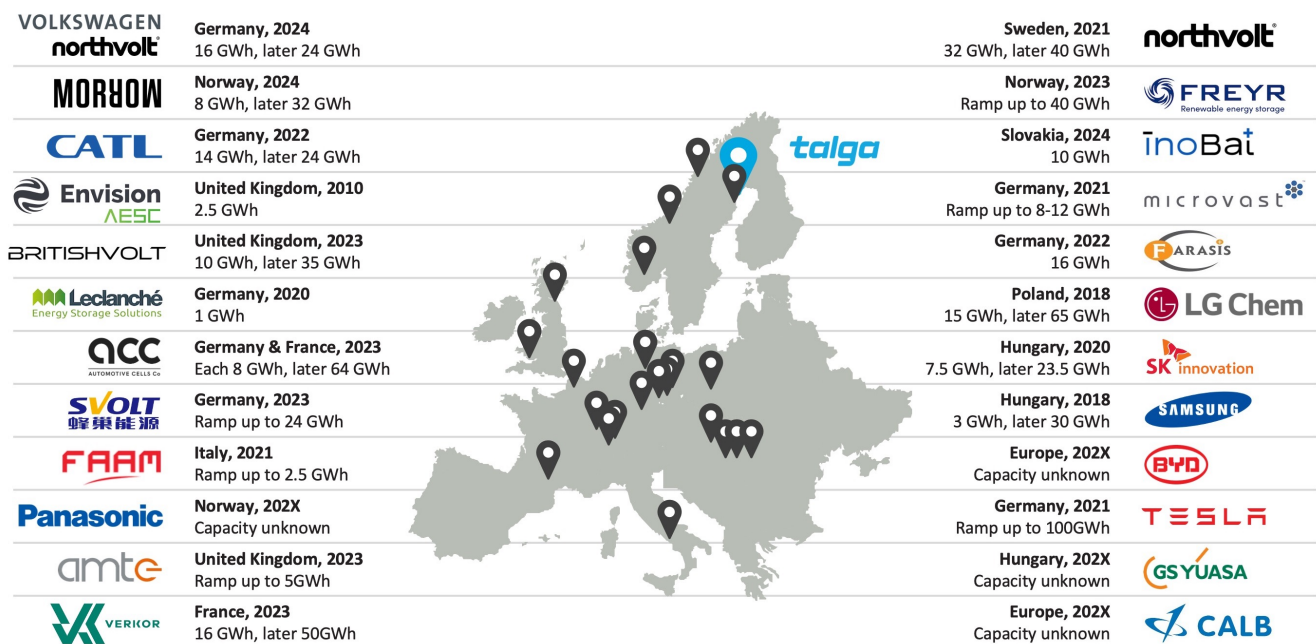 VOLKSWAGEN
northvolt
Germany, 2024
16 GWh, later 24 GWh
MORROW
Norway, 2024
8 GWh, later 32 GWh
CATL
Germany, 2022
14 GWh, later 24 GWh
Envision
AESC
United Kingdom, 2010
2.5 GWh
BRITISHVOLT
United Kingdom, 2023
10 GWh, later 35 GWh
Leclanché
Energy Storage Solutions
Germany, 2020
1 GWh
acc
AUTOMOTIVE CELLS Co
Germany & France, 2023
Each 8 GWh, later 64 GWh
SVOLT
蜂巢能源
Germany, 2023
Ramp up to 24 GWh
FAAM
Italy, 2021
Ramp up to 2.5 GWh
Panasonic
Norway, 202X
Capacity unknown
amte
United Kingdom, 2023
Ramp up to 5GWh
VERKOR
France, 2023
16 GWh, later 50GWh
talga
Sweden, 2021
32 GWh, later 40 GWh
northvolt
Norway, 2023
Ramp up to 40 GWh
FREYR
Renewable energy storage
Slovakia, 2024
10 GWh
InoBat
Germany, 2021
Ramp up to 8-12 GWh
microvast
Germany, 2022
16 GWh
FARASIS
Poland, 2018
15 GWh, later 65 GWh
LG Chem
Hungary, 2020
7.5 GWh, later 23.5 GWh
SK innovation
Hungary, 2018
3 GWh, later 30 GWh
SAMSUNG
Europe, 202X
Capacity unknown
BYD
Germany, 2021
Ramp up to 100GWh
TESLA
Hungary, 202X
Capacity unknown
GS YUASA
Europe, 202X
Capacity unknown
CALB